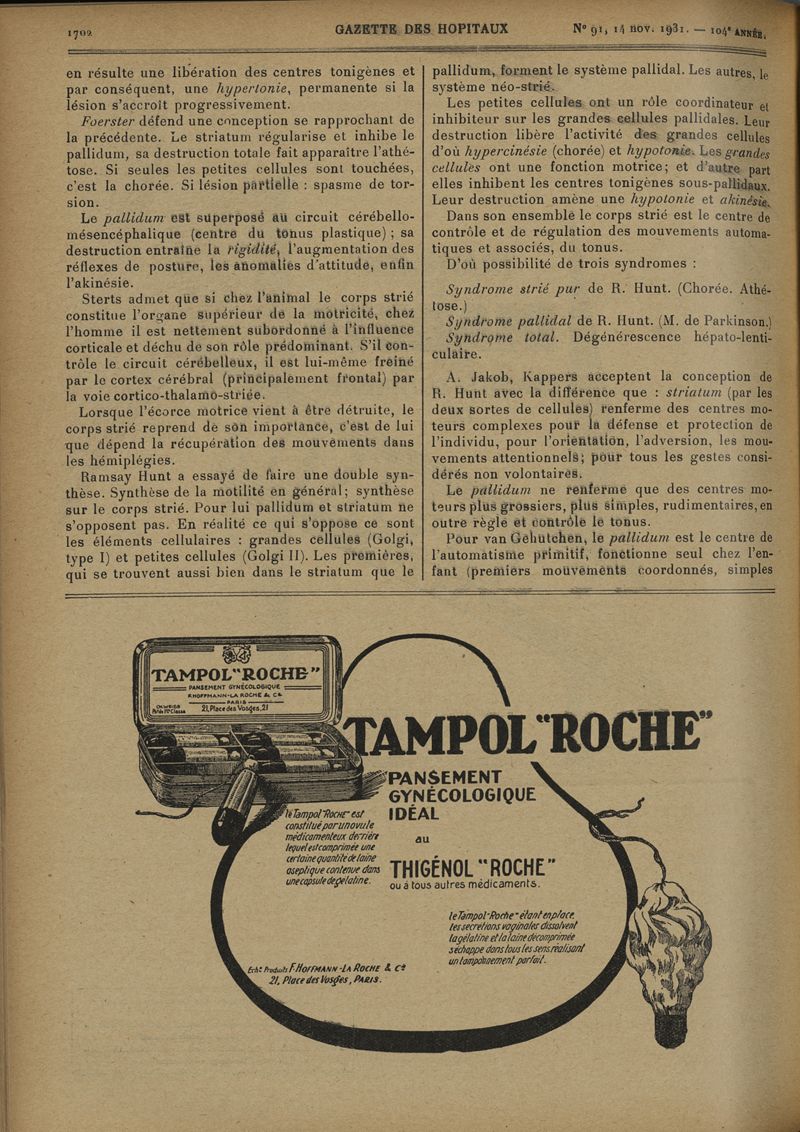 1702
GAZETTE DES HOPITAUX
N° 91, 14 nov. 1931. — 104e ANNÉE.
en résulte une libération des centres tonigènes et
par conséquent, une hypertonie, permanente si la
lésion s'accroît progressivement.
Foerster défend une conception se rapprochant de
la précédente. Le striatum régularise et inhibe le
pallidum, sa destruction totale fait apparaître l'athé-
tose. Si seules les petites cellules sont touchées,
c'est la chorée. Si lésion partielle : spasme de tor-
sion.
Le pallidum est superposé au circuit cérébello-
mésencéphalique (centre du tonus plastique) ; sa
destruction entraîne la rigidité, l'augmentation des
réflexes de posture, les anomalies d'attitude, enfin
l'akinésie.
Sterts admet que si chez l'animal le corps strié
constitue l'organe supérieur de la motricité, chez
l'homme il est nettement subordonné à l'influence
corticale et déchu de son rôle prédominant. S'il con-
trôle le circuit cérébelleux, il est lui-même freiné
par le cortex cérébral (principalement frontal) par
la voie cortico-thalamo-striée.
Lorsque l'écorce motrice vient à être détruite, le
corps strié reprend de son importance, c'est de lui
que dépend la récupération des mouvements dans
les hémiplégies.
Ramsay Hunt a essayé de faire une double syn-
thèse. Synthèse de la motilité en général ; synthèse
sur le corps strié. Pour lui pallidum et striatum ne
s'opposent pas. En réalité ce qui s'oppose ce sont
les éléments cellulaires : grandes cellules (Golgi,
type I) et petites cellules (Golgi II). Les premières,
qui se trouvent aussi bien dans le striatum que le
pallidum, forment le système pallidal. Les autres, le
système néo-strié.
Les petites cellules ont un rôle coordinateur et
inhibiteur sur les grandes cellules pallidales. Leur
destruction libère l'activité des grandes cellules
d'où hypercinésie (chorée) et hypotonie. Les grandes
cellules ont une fonction motrice ; et d'autre part
elles inhibent les centres tonigènes sous-pallidaux.
Leur destruction amène une hypotonie et akinésie.
Dans son ensemble le corps strié est le centre de
contrôle et de régulation des mouvements automa-
tiques et associés, du tonus.
D'où possibilité de trois syndromes :
Syndrome strié pur de R. Hunt. (Chorée. Athé-
tose.)
Syndrome pallidal de R. Hunt. (M. de Parkinson.)
Syndrome total. Dégénérescence hépato-lenti-
culaire.
A. Jakob, Kappers acceptent la conception de
R. Hunt avec la différence que : striatum (par les
deux sortes de cellules) renferme des centres mo-
teurs complexes pour la défense et protection de
l'individu, pour l'orientation, l'adversion, les mou-
vements attentionnels ; pour tous les gestes consi-
dérés non volontaires.
Le pallidum ne renferme que des centres mo-
teurs plus grossiers, plus simples, rudimentaires, en
outre règle et contrôle le tonus.
Pour van Gehutchen, le pallidum est le centre de
l'automatisme primitif, fonctionne seul chez l'en-
fant (premiers mouvements coordonnés, simples
TAMPOL "ROCHE"
PANSEMENT GYNÉCOLOGIQUE
F. HOFFMANN-LA ROCHE & Cie
PARIS
21, Place des Vosges, 21
TAMPOL "ROCHE"
PANSEMENT
GYNÉCOLOGIQUE
IDÉAL
au
THIGÉNOL "ROCHE"
ou à tous autres médicaments.
le Tampol "Roche" est
constitué par un ovule
médicamenteux derrière
lequel est comprimée une
certaine quantité de laine
aseptique contenue dans
une capsule de gélatine.
le Tampol "Roche" étant en place,
les secrétions vaginales dissolvent
la gélatine et la laine décomprimée
s'échappe dans tous les sens réalisant
un tamponnement parfait.
Echts Produits F. HOFFMANN-LA ROCHE & Cie
21, Place des Vosges, PARIS.